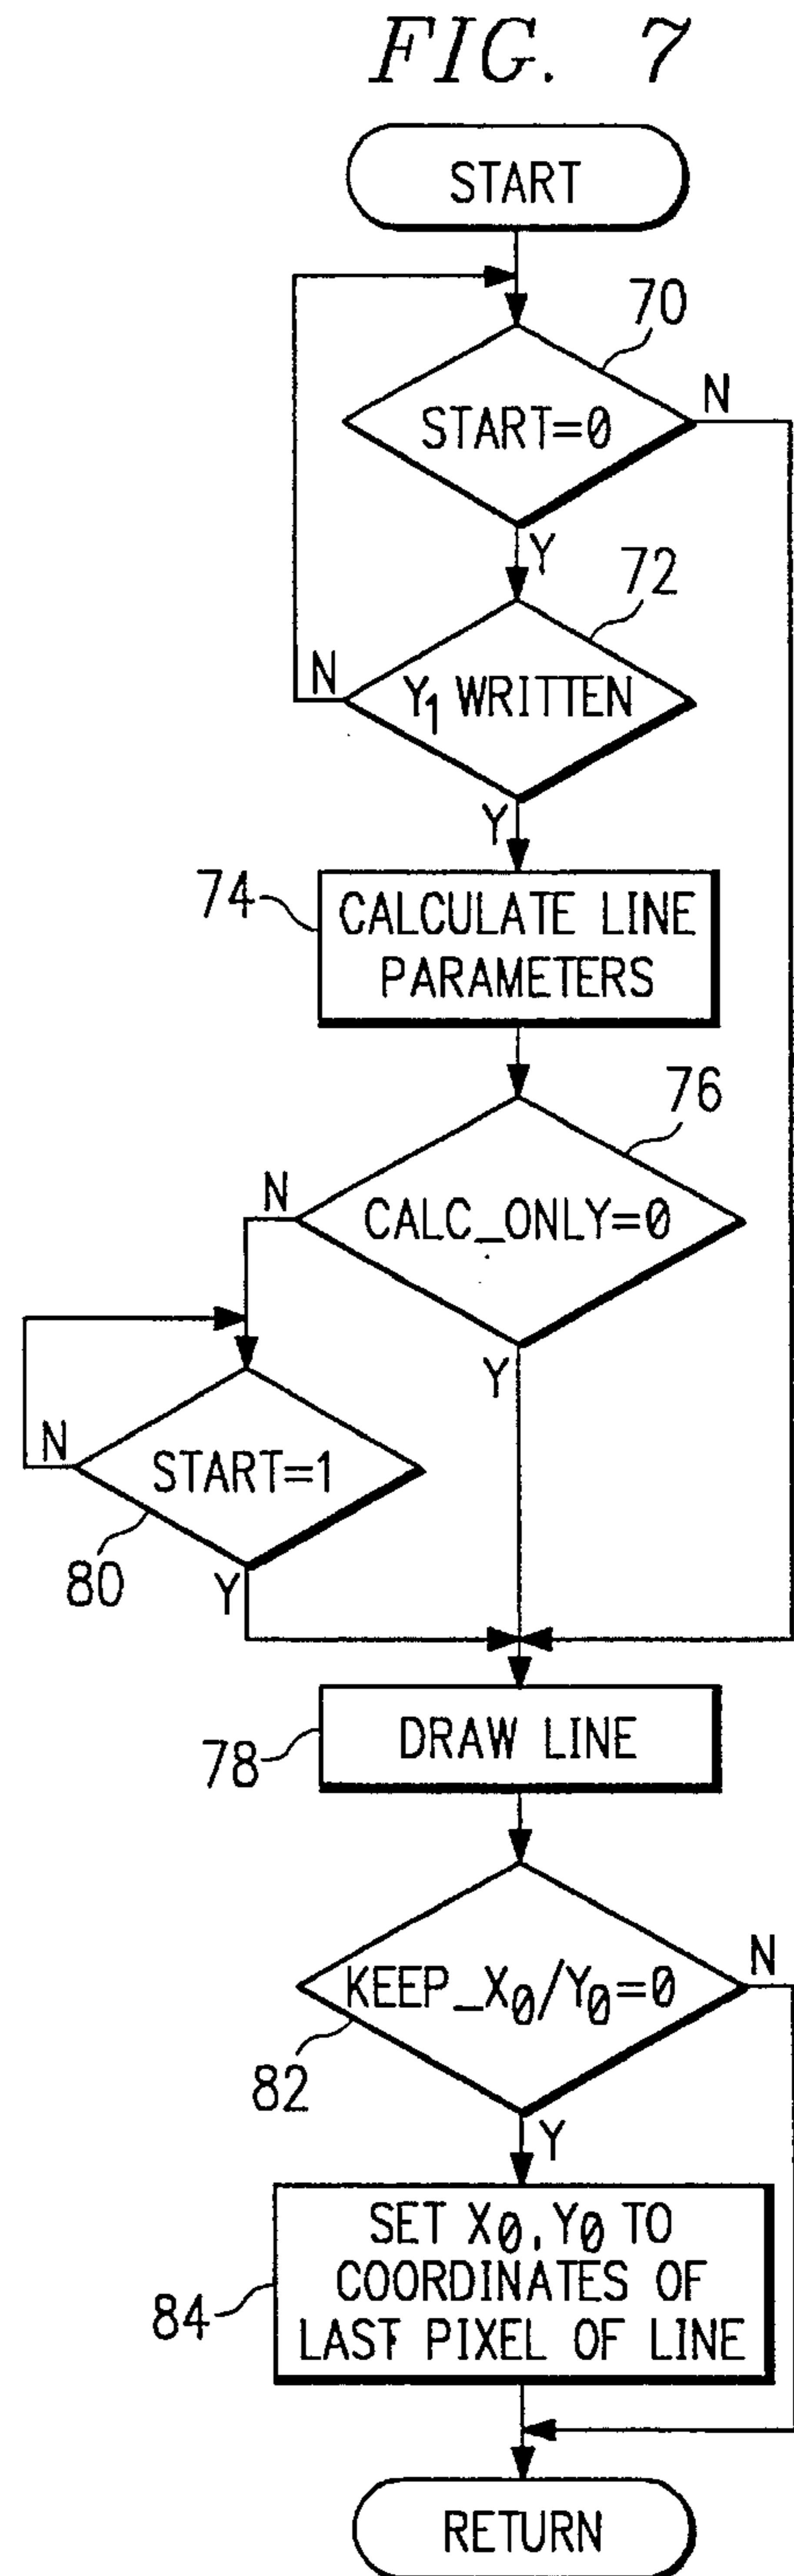 FIG. 7
START
70
START=0
N
Y
72
N
Y1 WRITTEN
Y
74
CALCULATE LINE
PARAMETERS
76
N
CALC_ONLY=0
Y
N
START=1
80
Y
78
DRAW LINE
KEEP_X0/Y0=0
N
82
Y
84
SET X0,Y0 TO
COORDINATES OF
LAST PIXEL OF LINE
RETURN